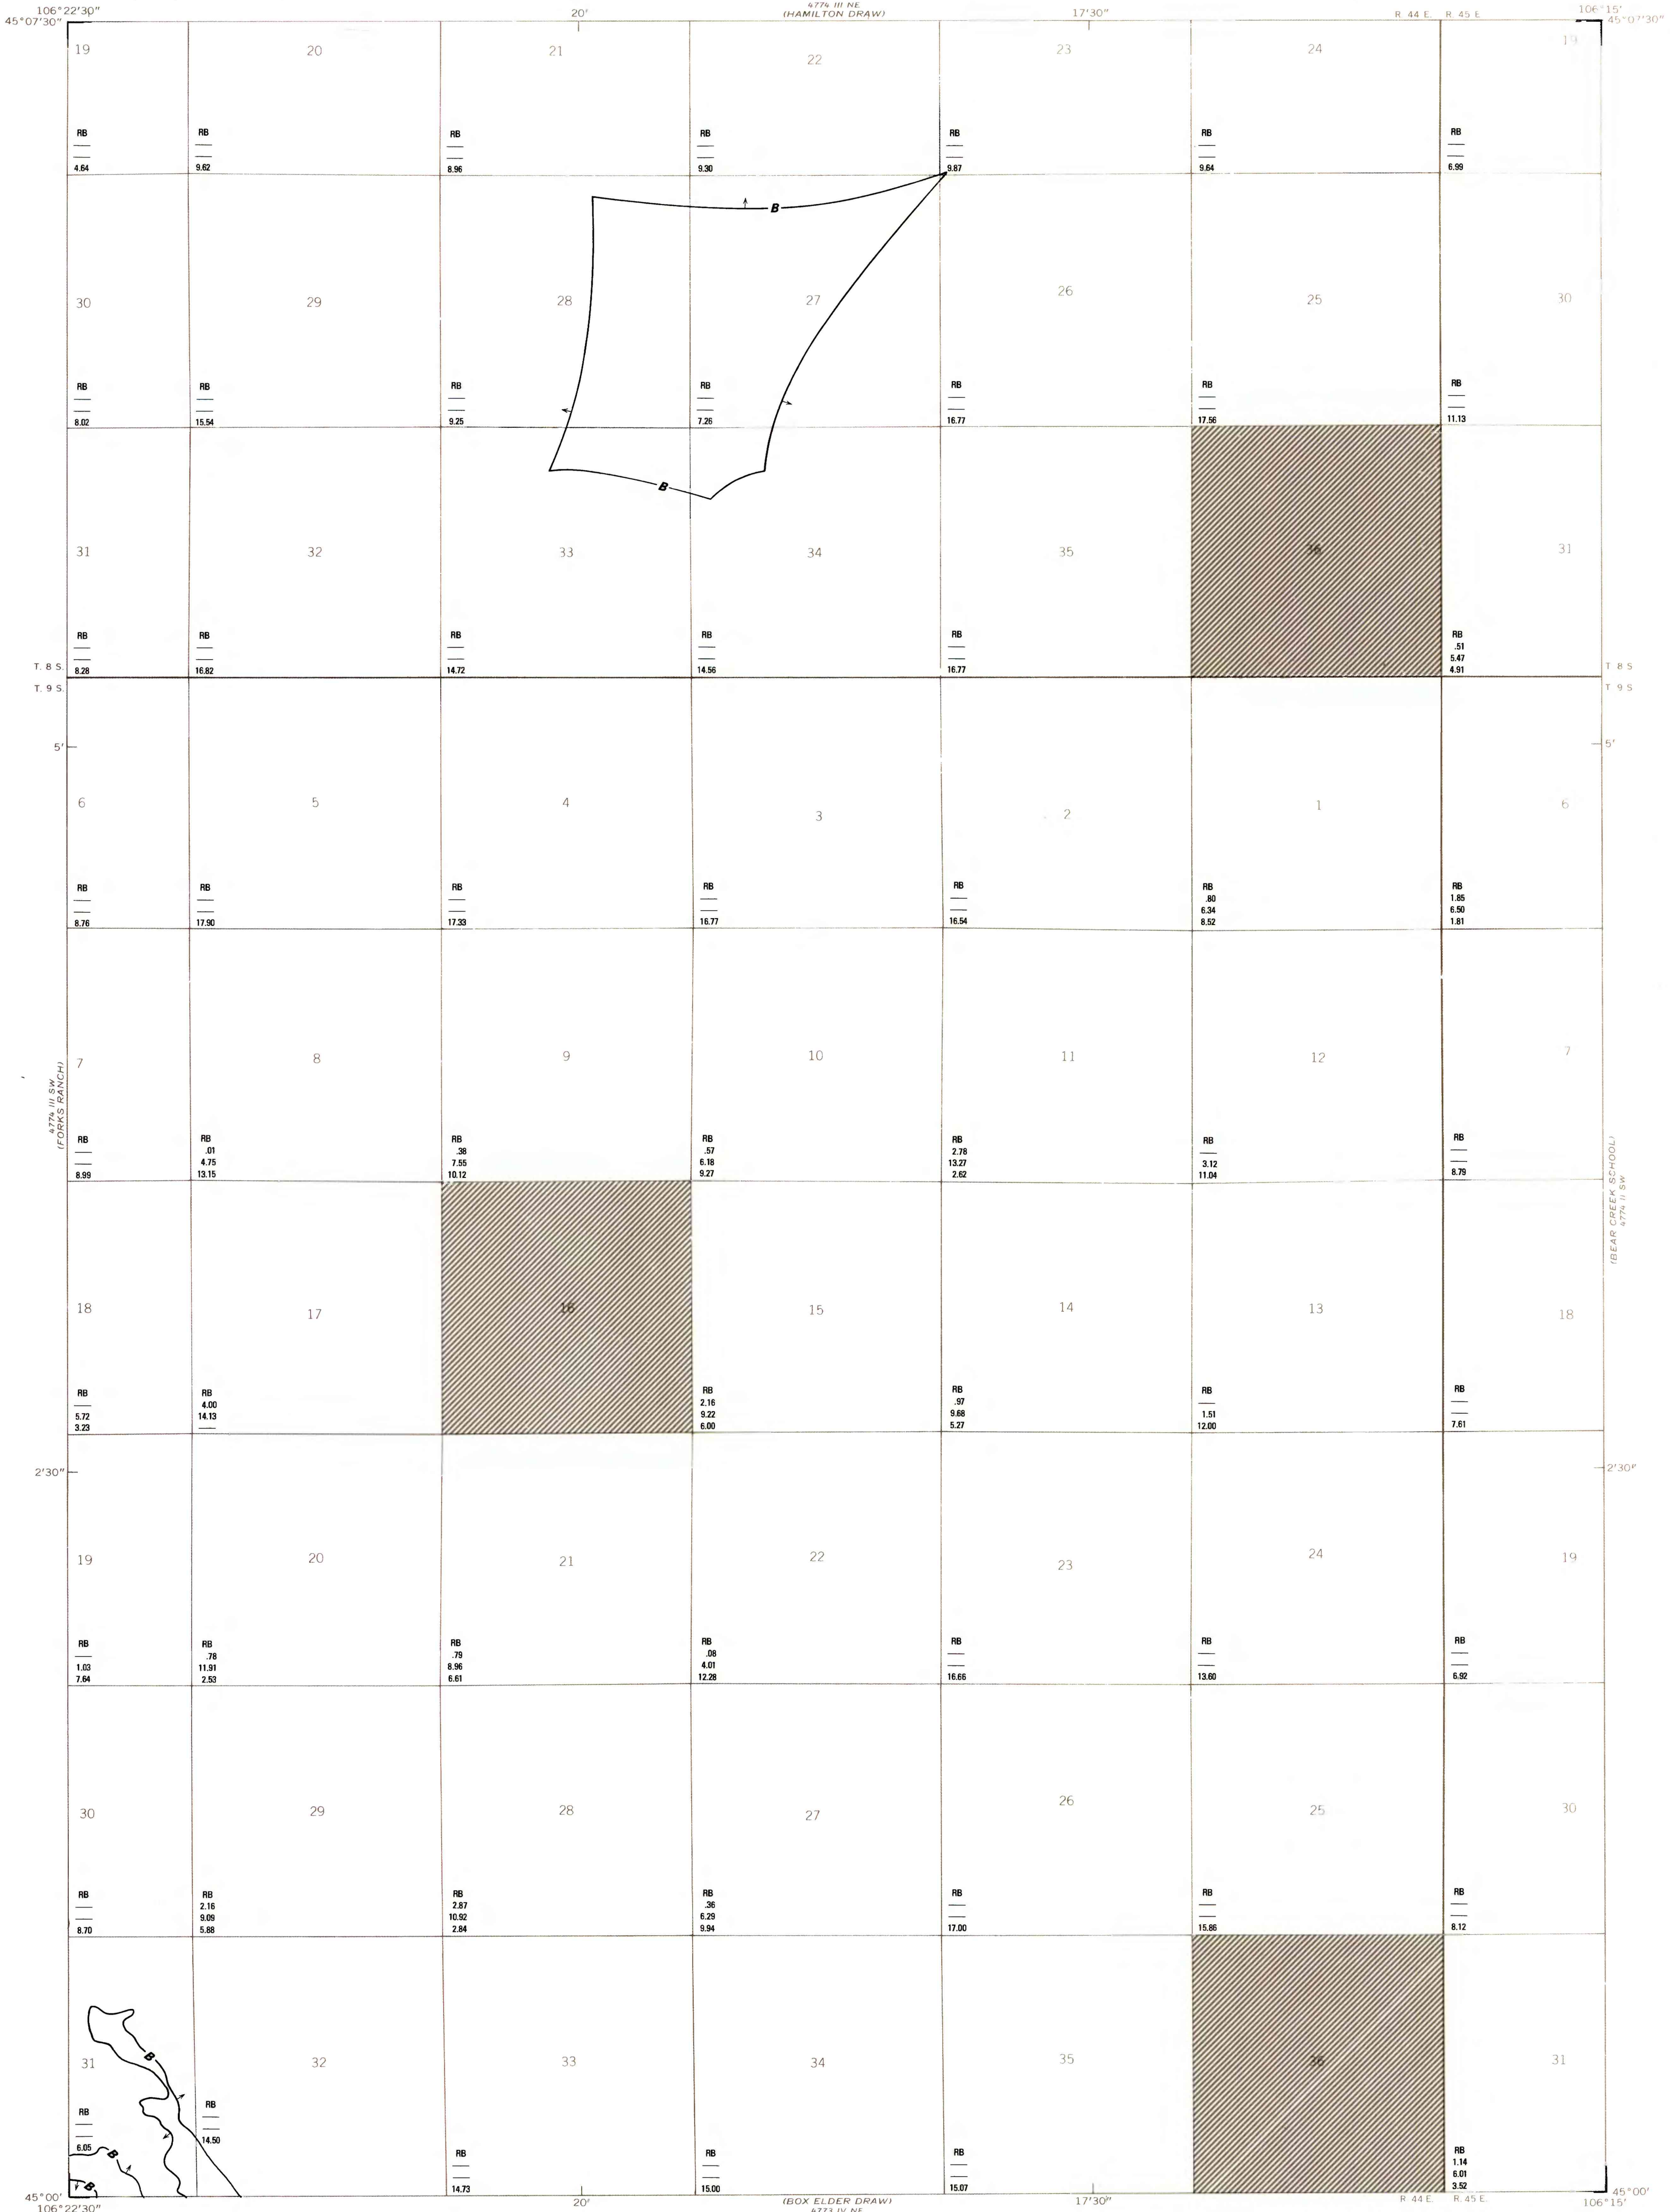 106°22'30"
4774 III NE
106°15'
45°07'30"
20'
(HAMILTON DRAW)
17'30"
R. 44 E.
R. 45 E
45°07'30"
19
20
21
22
23
24
19
RB
RB
RB
RB
RB
RB
RB
4.64
9.62
8.96
9.30
9.87
9.64
6.99
B
30
29
28
27
26
25
30
RB
RB
RB
RB
RB
RB
RB
8.02
15.54
9.25
7.26
16.77
17.56
11.13
B
31
32
33
34
35
36
31
RB
RB
RB
RB
RB
RB
.51
5.47
T. 8 S.
8.28
16.82
14.72
14.56
16.77
4.91
T 8 S
T. 9 S.
T 9 S
5'
5'
6
5
4
3
2
1
6
RB
RB
RB
RB
RB
RB
RB
.80
1.85
6.34
6.50
8.76
17.90
17.33
16.77
16.54
8.52
1.81
7
8
9
10
11
12
7
4774 III SW
(FORKS RANCH)
RB
RB
RB
RB
RB
RB
RB
.01
.38
.57
2.78
4.75
7.55
6.18
13.27
3.12
8.99
13.15
10.12
9.27
2.62
11.04
8.79
(BEAR CREEK SCHOOL)
4774 II SW
18
17
16
15
14
13
18
RB
RB
RB
RB
RB
RB
4.00
2.16
.97
5.72
14.13
9.22
9.68
1.51
3.23
6.00
5.27
12.00
7.61
2'30"
2'30"
19
20
21
22
23
24
19
RB
RB
RB
RB
RB
RB
RB
.78
.79
.08
1.03
11.91
8.96
4.01
7.64
2.53
6.61
12.28
16.66
13.60
6.92
30
29
28
27
26
25
30
RB
RB
RB
RB
RB
RB
RB
2.16
2.87
.36
9.09
10.92
6.29
8.70
5.88
2.84
9.94
17.00
15.86
8.12
B
31
32
33
34
35
36
31
RB
RB
6.05
14.50
B
B
RB
RB
RB
RB
1.14
6.01
14.73
15.00
15.07
3.52
45°00'
106°22'30"
20'
(BOX ELDER DRAW)
4773 IV NE
17'30"
R. 44 E.
R. 45 E.
45°00'
106°15'